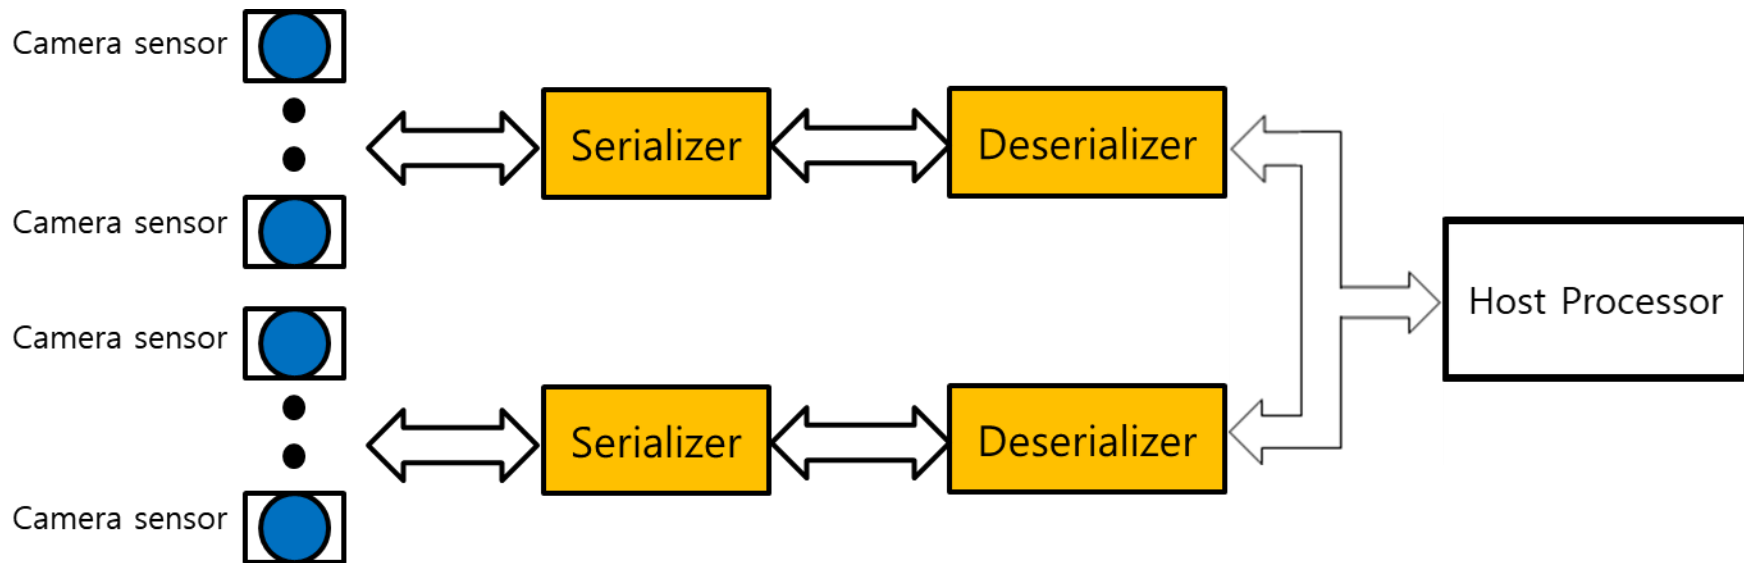 Camera sensor
Serializer
Deserializer
Camera sensor
Host Processor
Camera sensor
Serializer
Deserializer
Camera sensor